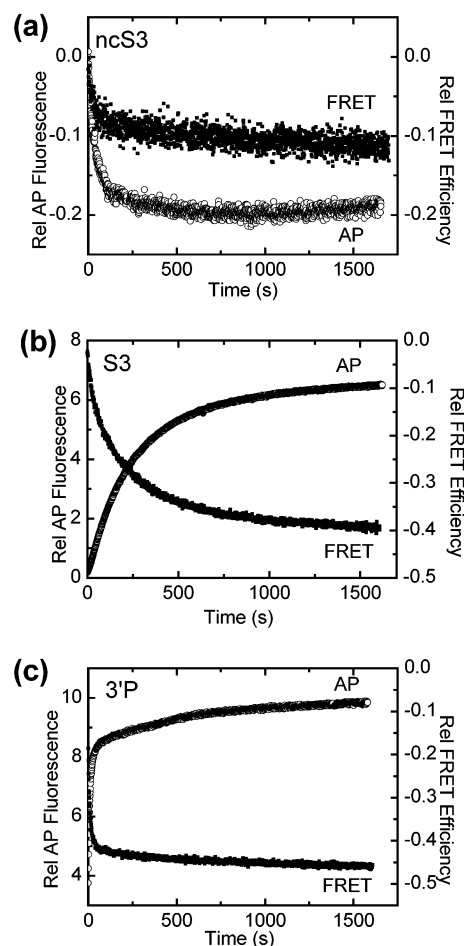 (a)
ncS3
0.0 0.0
FRET
-0.1 -0.1
-0.2 -0.2
AP
Rel AP Fluorescence
Rel FRET Efficiency
0 500 1000 1500
Time (s)
(b)
S3
8 0.0
AP
-0.1
6
-0.2
4
-0.3
2
-0.4
FRET
0 -0.5
Rel AP Fluorescence
Rel FRET Efficiency
0 500 1000 1500
Time (s)
(c)
3'P
0.0
10
AP
-0.1
8
-0.2
-0.3
6
-0.4
4
FRET
-0.5
Rel AP Fluorescence
Rel FRET Efficiency
0 500 1000 1500
Time (s)